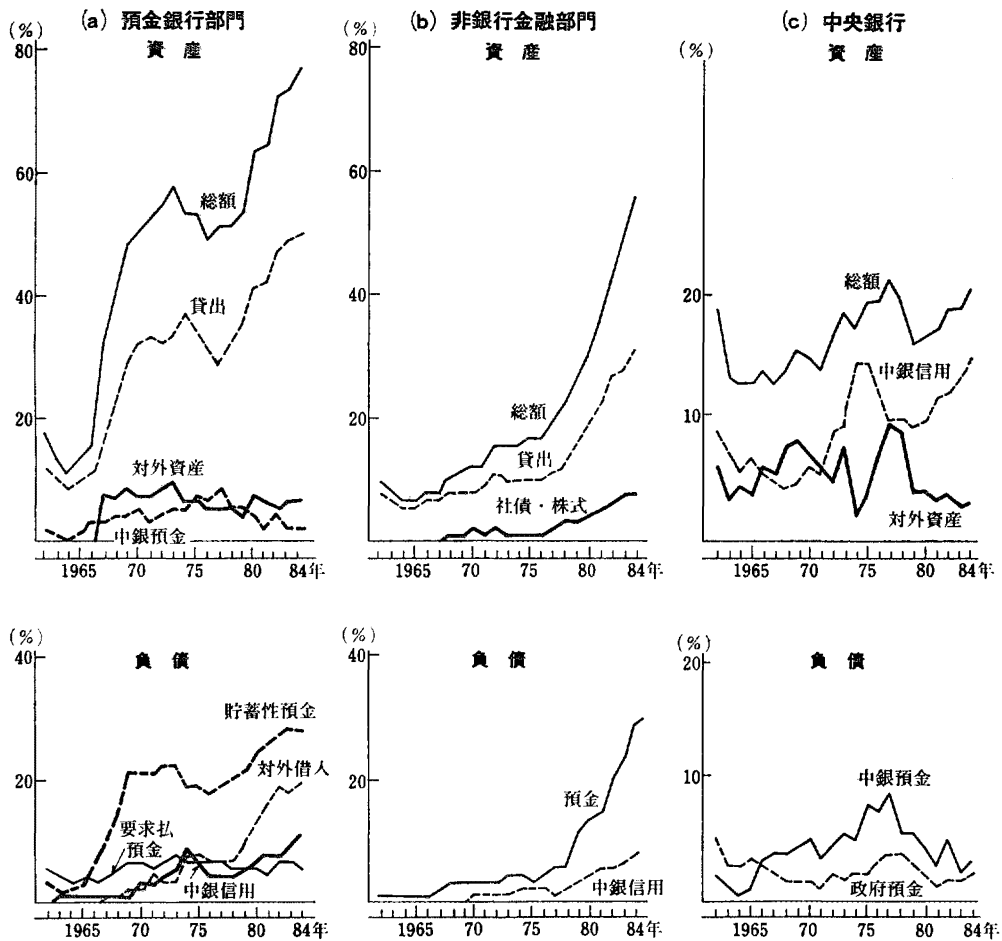 (a) 預金銀行部門
資産
(%)
80
60
40
20
総額
貸出
対外資産
中銀預金
1965 70 75 80 84年
(b) 非銀行金融部門
資産
(%)
80
60
40
20
総額
貸出
社債・株式
1965 70 75 80 84年
(c) 中央銀行
資産
(%)
20
10
総額
中銀信用
対外資産
1965 70 75 80 84年
負債
(%)
40
20
貯蓄性預金
対外借入
要求払
預金
中銀信用
1965 70 75 80 84年
負債
(%)
40
20
預金
中銀信用
1965 70 75 80 84年
負債
(%)
20
10
中銀預金
政府預金
1965 70 75 80 84年